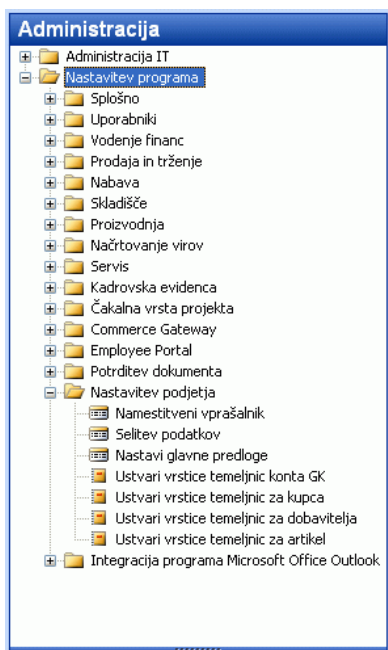 Administracija
Administracija IT
Nastavitev programa
Splošno
Uporabniki
Vodenje financ
Prodaja in trženje
Nabava
Skladišče
Proizvodnja
Načrtovanje virov
Servis
Kadrovska evidenca
Čakalna vrsta projekta
Commerce Gateway
Employee Portal
Potrditev dokumenta
Nastavitev podjetja
Namestitveni vprašalnik
Selitev podatkov
Nastavi glavne predloge
Ustvari vrstice temeljnic konta GK
Ustvari vrstice temeljnic za kupca
Ustvari vrstice temeljnic za dobavitelja
Ustvari vrstice temeljnic za artikel
Integracija programa Microsoft Office Outlook